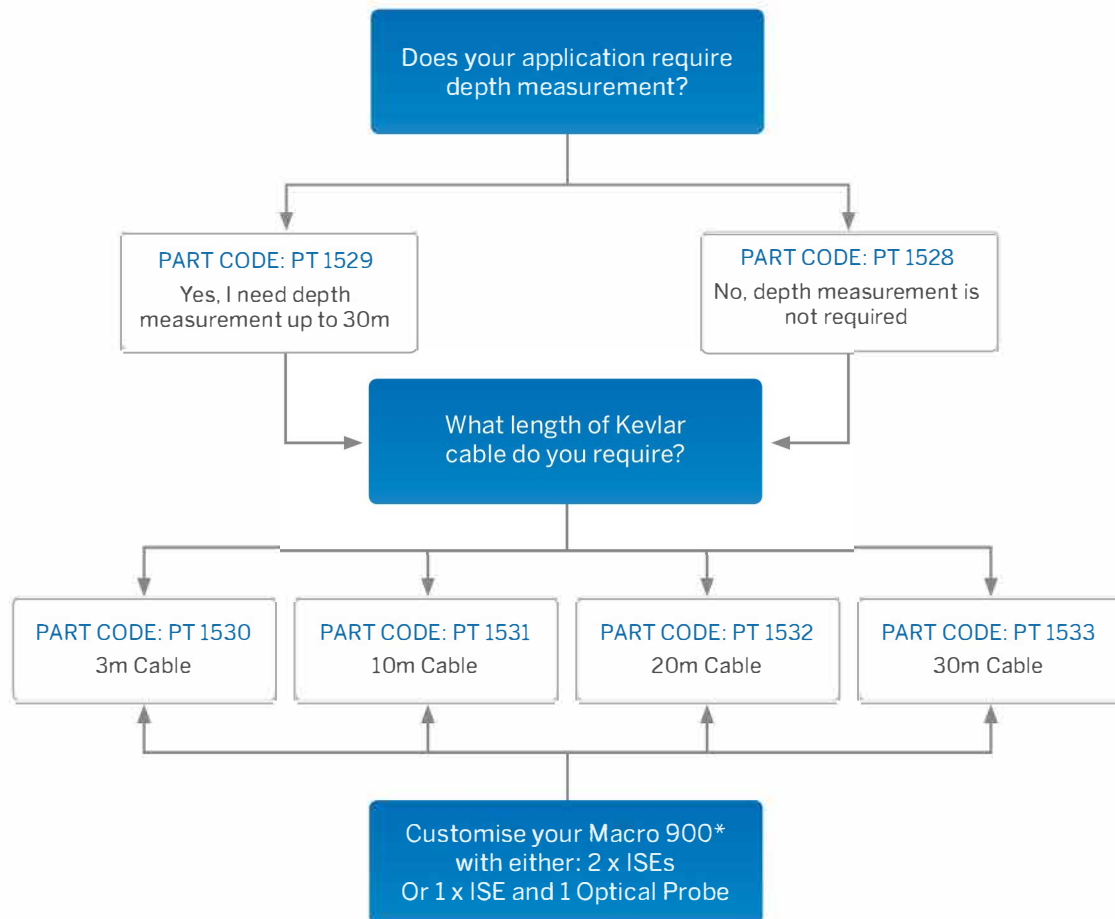 Does your application require
depth measurement?
PART CODE: PT 1529
Yes, I need depth
measurement up to 30m
PART CODE: PT 1528
No, depth measurement is
not required
What length of Kevlar
cable do you require?
PART CODE: PT 1530
3m Cable
PART CODE: PT 1531
10m Cable
PART CODE: PT 1532
20m Cable
PART CODE: PT 1533
30m Cable
Customise your Macro 900*
with either: 2 x ISEs
Or 1 x ISE and 1 Optical Probe